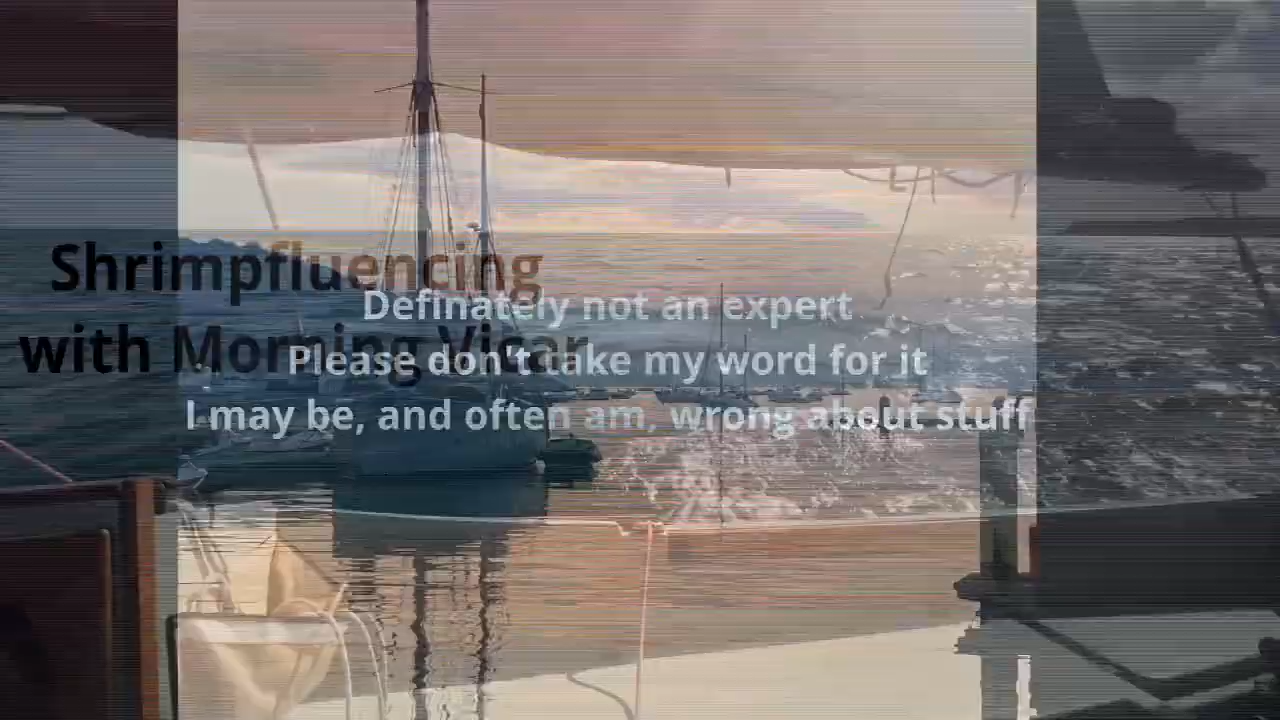 Shrimpfluencing
with Morning Vicar
Definately not an expert
Please don't take my word for it
I may be, and often am, wrong about stuff